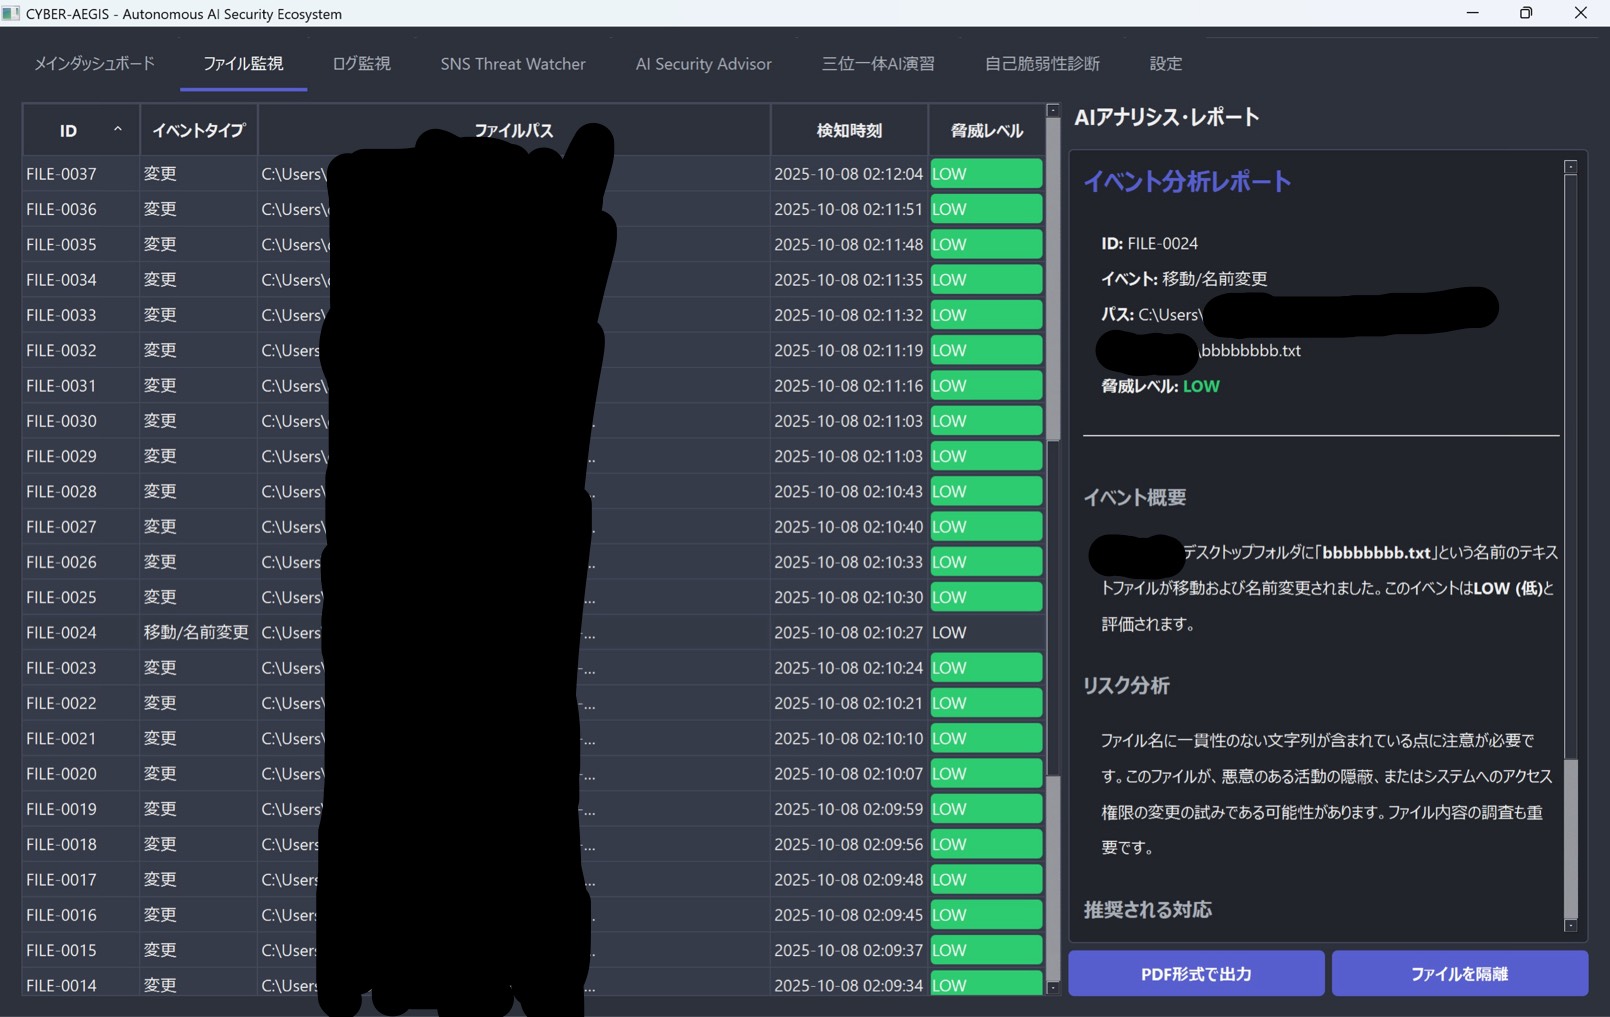 CYBER-AEGIS - Autonomous AI Security Ecosystem
メインダッシュボード ファイル監視 ログ監視 SNS Threat Watcher AI Security Advisor 三位一体AI演習 自己脆弱性診断 設定
ID イベントタイプ ファイルパス 検知時刻 脅威レベル
FILE-0037 変更 C:\Users\ 2025-10-08 02:12:04 LOW
FILE-0036 変更 C:\Users\ 2025-10-08 02:11:51 LOW
FILE-0035 変更 C:\Users\ 2025-10-08 02:11:48 LOW
FILE-0034 変更 C:\Users\ 2025-10-08 02:11:35 LOW
FILE-0033 変更 C:\Users\ 2025-10-08 02:11:32 LOW
FILE-0032 変更 C:\Users 2025-10-08 02:11:19 LOW
FILE-0031 変更 C:\Users\ 2025-10-08 02:11:16 LOW
FILE-0030 変更 C:\Users\ 2025-10-08 02:11:03 LOW
FILE-0029 変更 C:\Users\ ... 2025-10-08 02:11:03 LOW
FILE-0028 変更 C:\Users\ 2025-10-08 02:10:43 LOW
FILE-0027 変更 C:\Users\ 2025-10-08 02:10:40 LOW
FILE-0026 変更 C:\Users ... 2025-10-08 02:10:33 LOW
FILE-0025 変更 C:\Users\ ... 2025-10-08 02:10:30 LOW
FILE-0024 移動/名前変更 C:\Users -... 2025-10-08 02:10:27 LOW
FILE-0023 変更 C:\Users\ -... 2025-10-08 02:10:24 LOW
FILE-0022 変更 C:\Users\ -... 2025-10-08 02:10:21 LOW
FILE-0021 変更 C:\Users\ -... 2025-10-08 02:10:10 LOW
FILE-0020 変更 C:\Users\ -... 2025-10-08 02:10:07 LOW
FILE-0019 変更 C:\Users\ -... 2025-10-08 02:09:59 LOW
FILE-0018 変更 C:\Users ... 2025-10-08 02:09:56 LOW
FILE-0017 変更 C:\Users ... 2025-10-08 02:09:48 LOW
FILE-0016 変更 C:\Users 2025-10-08 02:09:45 LOW
FILE-0015 変更 C:\Users 2025-10-08 02:09:37 LOW
FILE-0014 変更 C:\Users ... 2025-10-08 02:09:34 LOW
AIアナリシス・レポート
イベント分析レポート
ID: FILE-0024
イベント: 移動/名前変更
パス: C:\Users\
\bbbbbbbb.txt
脅威レベル: LOW
イベント概要
デスクトップフォルダに「bbbbbbbb.txt」という名前のテキス
トファイルが移動および名前変更されました。このイベントはLOW (低)と
評価されます。
リスク分析
ファイル名に一貫性のない文字列が含まれている点に注意が必要で
す。このファイルが、悪意のある活動の隠蔽、またはシステムへのアクセス
権限の変更の試みである可能性があります。ファイル内容の調査も重
要です。
推奨される対応
PDF形式で出力 ファイルを隔離